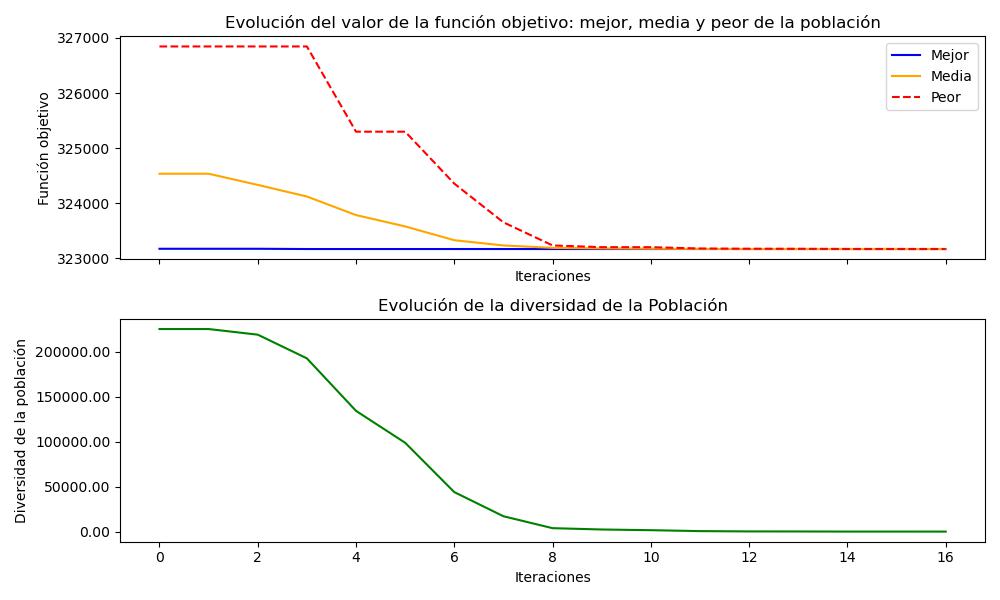 Evolución del valor de la función objetivo: mejor, media y peor de la población
327000
326000
325000
324000
323000
Función objetivo
Mejor
Media
Peor
Iteraciones
Evolución de la diversidad de la Población
200000.00
150000.00
100000.00
50000.00
0.00
Diversidad de la población
0 2 4 6 8 10 12 14 16
Iteraciones